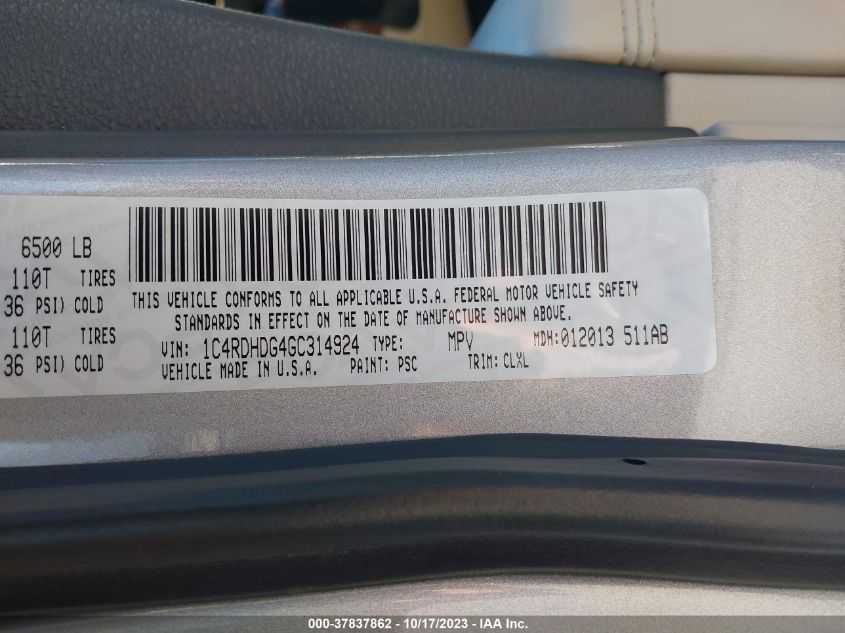 6500 LB
110T TIRES
36 PSI) COLD
110T TIRES
36 PSI) COLD
THIS VEHICLE CONFORMS TO ALL APPLICABLE U.S.A. FEDERAL MOTOR VEHICLE SAFETY
STANDARDS IN EFFECT ON THE DATE OF MANUFACTURE SHOWN ABOVE.
VIN: 1C4RDHDG4GC314924 TYPE: MPV MDH:012013 511AB
VEHICLE MADE IN U.S.A. PAINT: PSC TRIM: CLXL
000-37837862 - 10/17/2023 - IAA Inc.